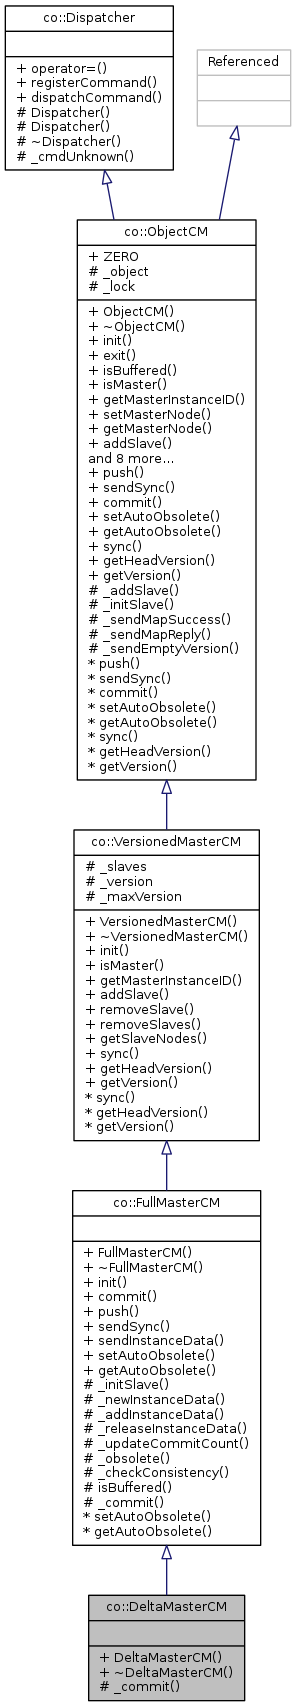 co::Dispatcher
+ operator=()
+ registerCommand()
+ dispatchCommand()
# Dispatcher()
# Dispatcher()
# ~Dispatcher()
# _cmdUnknown()
Referenced
co::ObjectCM
+ ZERO
# _object
# _lock
+ ObjectCM()
+ ~ObjectCM()
+ init()
+ exit()
+ isBuffered()
+ isMaster()
+ getMasterInstanceID()
+ setMasterNode()
+ getMasterNode()
+ addSlave()
and 8 more...
+ push()
+ sendSync()
+ commit()
+ setAutoObsolete()
+ getAutoObsolete()
+ sync()
+ getHeadVersion()
+ getVersion()
# _addSlave()
# _initSlave()
# _sendMapSuccess()
# _sendMapReply()
# _sendEmptyVersion()
* push()
* sendSync()
* commit()
* setAutoObsolete()
* getAutoObsolete()
* sync()
* getHeadVersion()
* getVersion()
co::VersionedMasterCM
# _slaves
# _version
# _maxVersion
+ VersionedMasterCM()
+ ~VersionedMasterCM()
+ init()
+ isMaster()
+ getMasterInstanceID()
+ addSlave()
+ removeSlave()
+ removeSlaves()
+ getSlaveNodes()
+ sync()
+ getHeadVersion()
+ getVersion()
* sync()
* getHeadVersion()
* getVersion()
co::FullMasterCM
+ FullMasterCM()
+ ~FullMasterCM()
+ init()
+ commit()
+ push()
+ sendSync()
+ sendInstanceData()
+ setAutoObsolete()
+ getAutoObsolete()
# _initSlave()
# _newInstanceData()
# _addInstanceData()
# _releaseInstanceData()
# _updateCommitCount()
# _obsolete()
# _checkConsistency()
# isBuffered()
# _commit()
* setAutoObsolete()
* getAutoObsolete()
co::DeltaMasterCM
+ DeltaMasterCM()
+ ~DeltaMasterCM()
# _commit()